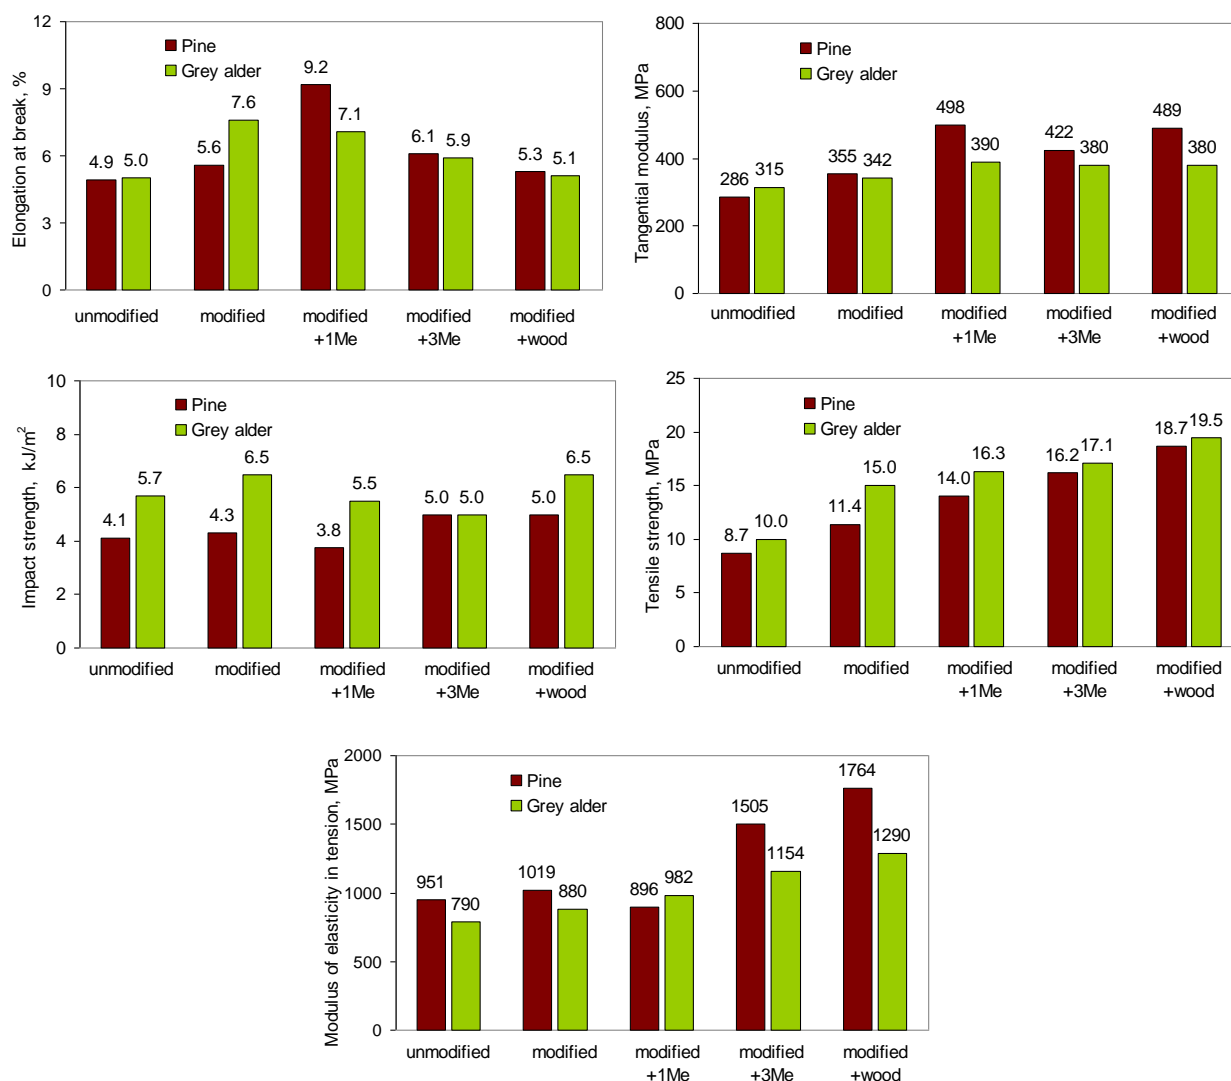 Elongation at break, %
12
9
6
3
0
Pine
Grey alder
4.9
5.0
5.6
7.6
9.2
7.1
6.1
5.9
5.3
5.1
unmodified
modified
modified
+1Me
modified
+3Me
modified
+wood
Tangential modulus, MPa
800
600
400
200
0
Pine
Grey alder
286
315
355
342
498
390
422
380
489
380
unmodified
modified
modified
+1Me
modified
+3Me
modified
+wood
Impact strength, kJ/m²
10
8
6
4
2
0
Pine
Grey alder
4.1
5.7
4.3
6.5
3.8
5.5
5.0
5.0
5.0
6.5
unmodified
modified
modified
+1Me
modified
+3Me
modified
+wood
Tensile strength, MPa
25
20
15
10
5
0
Pine
Grey alder
8.7
10.0
11.4
15.0
14.0
16.3
16.2
17.1
18.7
19.5
unmodified
modified
modified
+1Me
modified
+3Me
modified
+wood
Modulus of elasticity in tension, MPa
2000
1500
1000
500
0
Pine
Grey alder
951
790
1019
880
896
982
1505
1154
1764
1290
unmodified
modified
modified
+1Me
modified
+3Me
modified
+wood